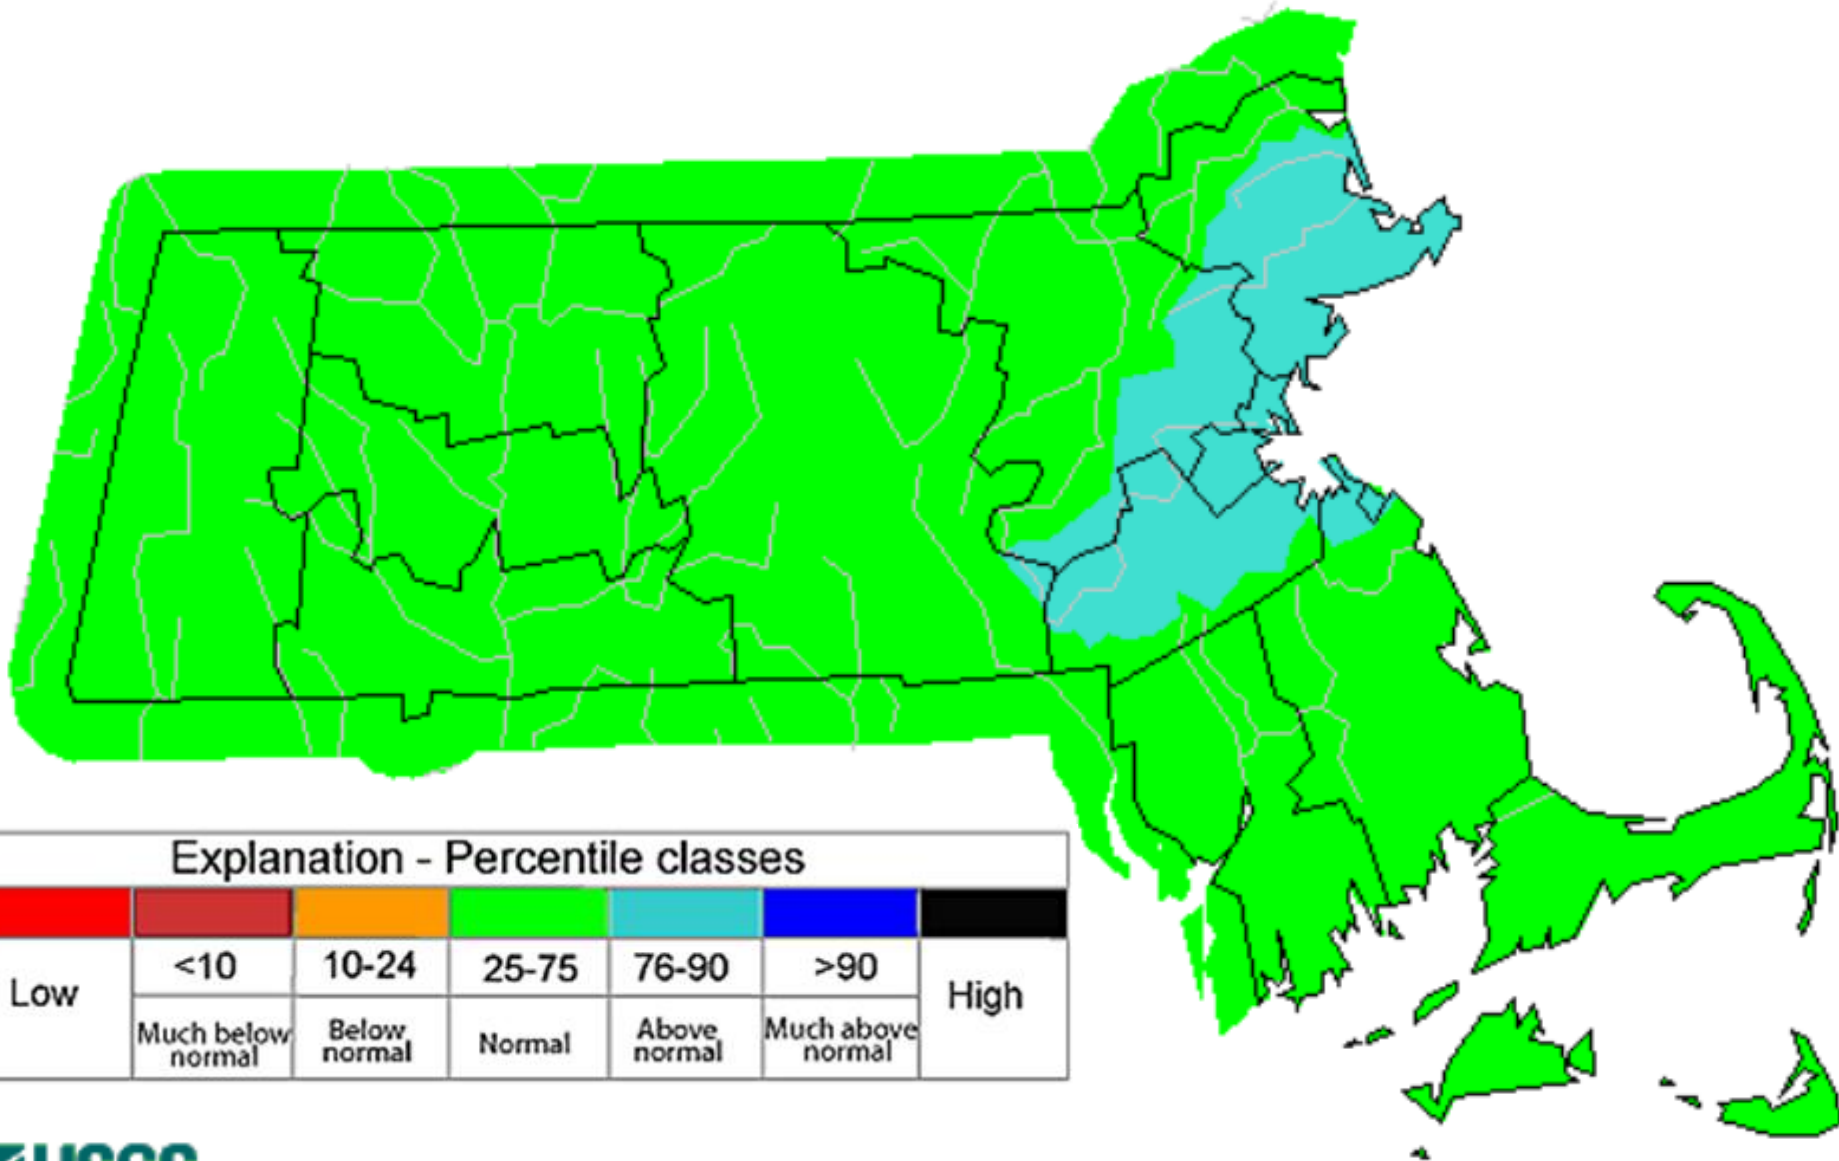 Explanation - Percentile classes
Low
<10
10-24
25-75
76-90
>90
High
Much below
normal
Below
normal
Normal
Above
normal
Much above
normal